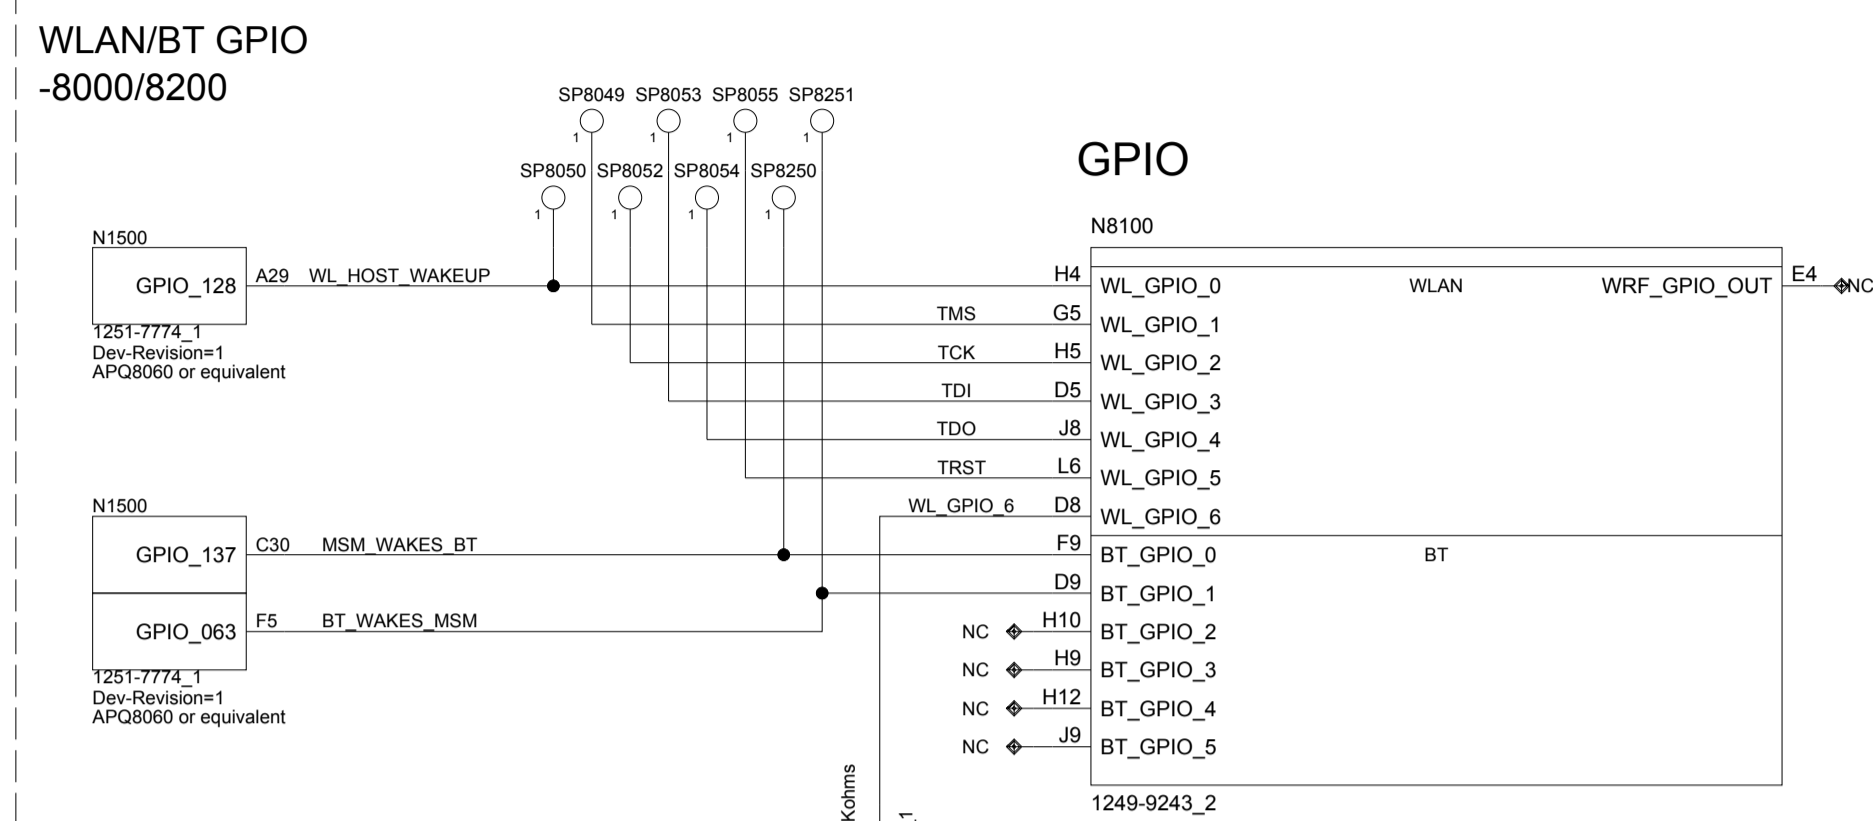 WLAN/BT GPIO
-8000/8200
SP8049 SP8053 SP8055 SP8251
1 1 1 1
SP8050 SP8052 SP8054 SP8250
1 1 1 1
GPIO
N8100
N1500
GPIO_128
A29 WL_HOST_WAKEUP
1251-7774_1
Dev-Revision=1
APQ8060 or equivalent
H4 WL_GPIO_0 WLAN WRF_GPIO_OUT E4 NC
TMS G5 WL_GPIO_1
TCK H5 WL_GPIO_2
TDI D5 WL_GPIO_3
TDO J8 WL_GPIO_4
TRST L6 WL_GPIO_5
WL_GPIO_6 D8 WL_GPIO_6
N1500
GPIO_137 C30 MSM_WAKES_BT
GPIO_063 F5 BT_WAKES_MSM
1251-7774_1
Dev-Revision=1
APQ8060 or equivalent
F9 BT_GPIO_0 BT
D9 BT_GPIO_1
NC H10 BT_GPIO_2
NC H9 BT_GPIO_3
NC H12 BT_GPIO_4
NC J9 BT_GPIO_5
Kohms
1249-9243_2